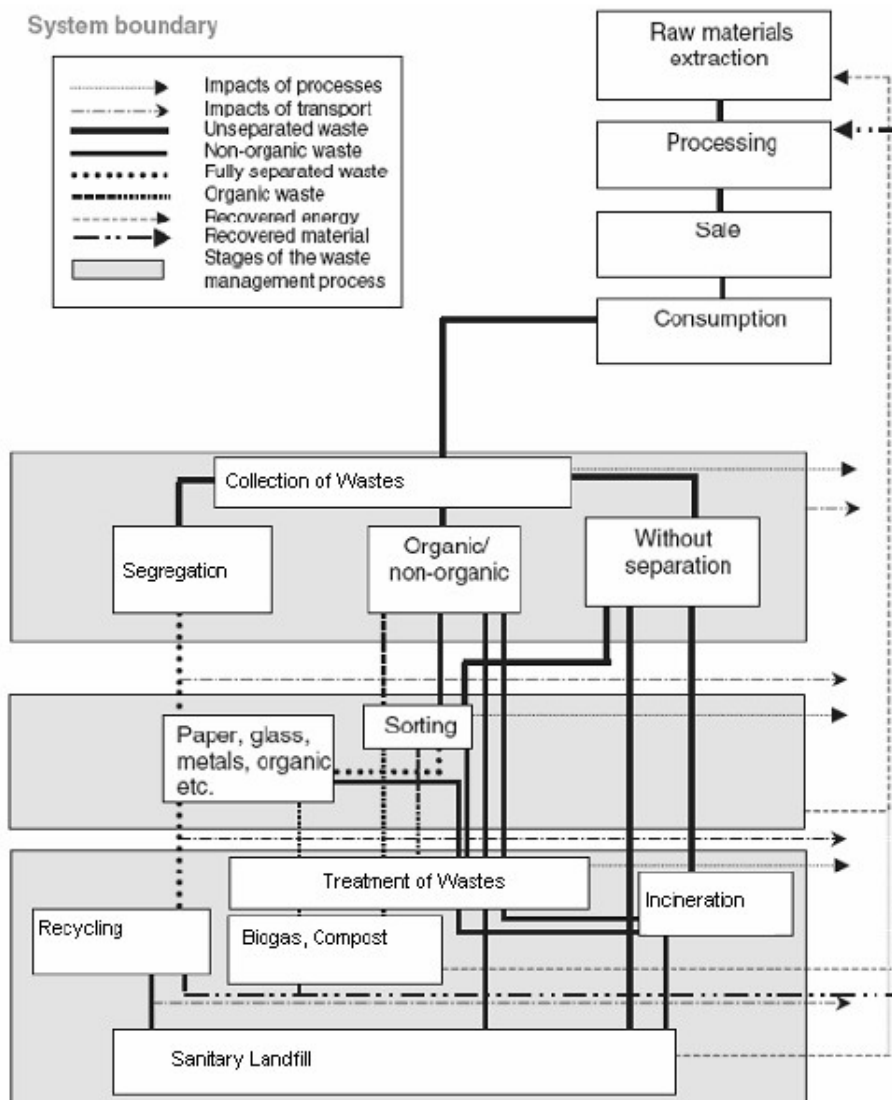 System boundary
Impacts of processes
Impacts of transport
Unseparated waste
Non-organic waste
Fully separated waste
Organic waste
Recovered energy
Recovered material
Stages of the waste
management process
Raw materials
extraction
Processing
Sale
Consumption
Collection of Wastes
Segregation
Organic/
non-organic
Without
separation
Paper, glass,
metals, organic
etc.
Sorting
Treatment of Wastes
Incineration
Recycling
Biogas, Compost
Sanitary Landfill